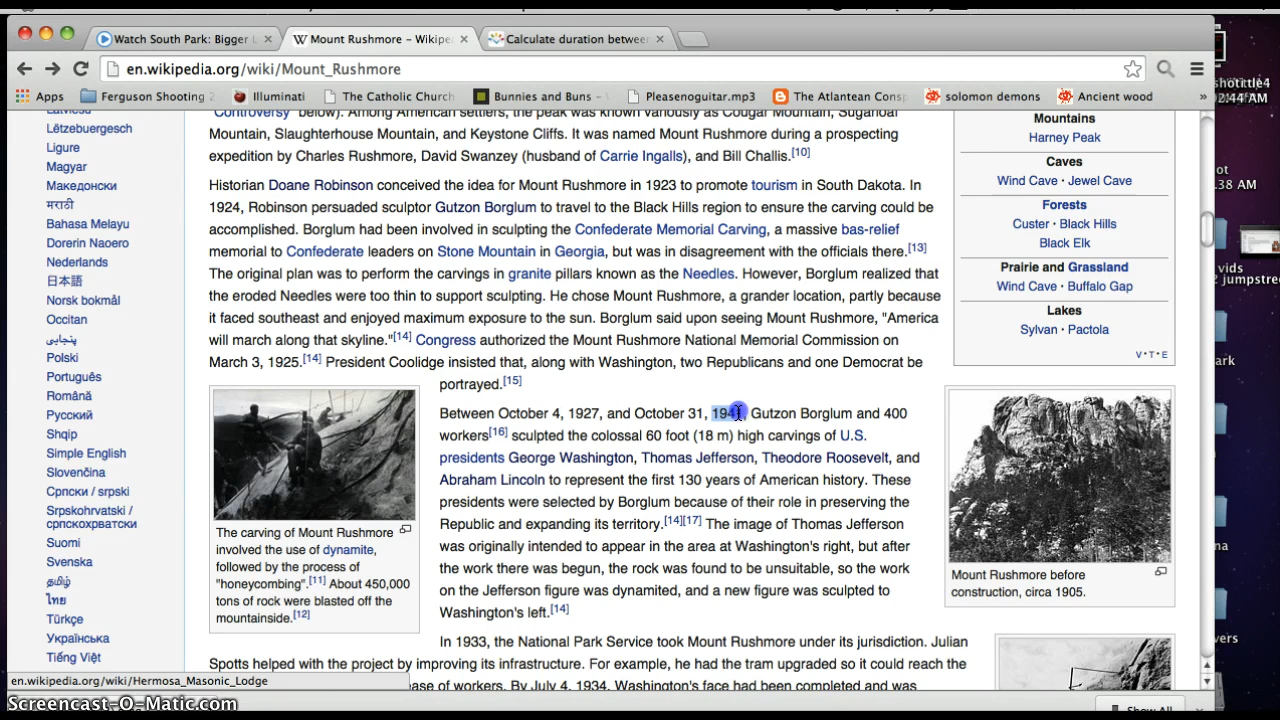 Watch South Park: Bigger
Mount Rushmore – Wikipe
Calculate duration between
en.wikipedia.org/wiki/Mount_Rushmore
Apps
Ferguson Shooting 2
Illuminati
The Catholic Church
Bunnies and Buns -
Pleasenoguitar.mp3
The Atlantean Consp
solomon demons
Ancient wood
»
Lëtzebuergesch
Ligure
Magyar
Македонски
मराठी
Bahasa Melayu
Dorerin Naoero
Nederlands
日本語
Norsk bokmål
Occitan
پنجابی
Polski
Português
Română
Русский
Shqip
Simple English
Slovenčina
Српски / srpski
Srpskohrvatski /
српскохрватски
Suomi
Svenska
தமிழ்
ไทย
Türkçe
Українська
Tiếng Việt
"Controversy" below). Among American settlers, the peak was known variously as Cougar Mountain, Sugarloaf
Mountain, Slaughterhouse Mountain, and Keystone Cliffs. It was named Mount Rushmore during a prospecting
expedition by Charles Rushmore, David Swanzey (husband of Carrie Ingalls), and Bill Challis.[10]
Historian Doane Robinson conceived the idea for Mount Rushmore in 1923 to promote tourism in South Dakota. In
1924, Robinson persuaded sculptor Gutzon Borglum to travel to the Black Hills region to ensure the carving could be
accomplished. Borglum had been involved in sculpting the Confederate Memorial Carving, a massive bas-relief
memorial to Confederate leaders on Stone Mountain in Georgia, but was in disagreement with the officials there.[13]
The original plan was to perform the carvings in granite pillars known as the Needles. However, Borglum realized that
the eroded Needles were too thin to support sculpting. He chose Mount Rushmore, a grander location, partly because
it faced southeast and enjoyed maximum exposure to the sun. Borglum said upon seeing Mount Rushmore, "America
will march along that skyline."[14] Congress authorized the Mount Rushmore National Memorial Commission on
March 3, 1925.[14] President Coolidge insisted that, along with Washington, two Republicans and one Democrat be
portrayed.[15]
Between October 4, 1927, and October 31, 194, Gutzon Borglum and 400
workers[16] sculpted the colossal 60 foot (18 m) high carvings of U.S.
presidents George Washington, Thomas Jefferson, Theodore Roosevelt, and
Abraham Lincoln to represent the first 130 years of American history. These
presidents were selected by Borglum because of their role in preserving the
Republic and expanding its territory.[14][17] The image of Thomas Jefferson
was originally intended to appear in the area at Washington's right, but after
the work there was begun, the rock was found to be unsuitable, so the work
on the Jefferson figure was dynamited, and a new figure was sculpted to
Washington's left.[14]
In 1933, the National Park Service took Mount Rushmore under its jurisdiction. Julian
Spotts helped with the project by improving its infrastructure. For example, he had the tram upgraded so it could reach the
ease of workers. By July 4, 1934, Washington's face had been completed and was
The carving of Mount Rushmore
involved the use of dynamite,
followed by the process of
"honeycombing".[11] About 450,000
tons of rock were blasted off the
mountainside.[12]
Mountains
Harney Peak
Caves
Wind Cave · Jewel Cave
Forests
Custer · Black Hills
Black Elk
Prairie and Grassland
Wind Cave · Buffalo Gap
Lakes
Sylvan · Pactola
V · T · E
Mount Rushmore before
construction, circa 1905.
en.wikipedia.org/wiki/Hermosa_Masonic_Lodge
Show All
shottitle4
2:44 AM
ot
.38 AM
vids
2 jumpstree
ark
na
vers
Screencast-O-Matic.com